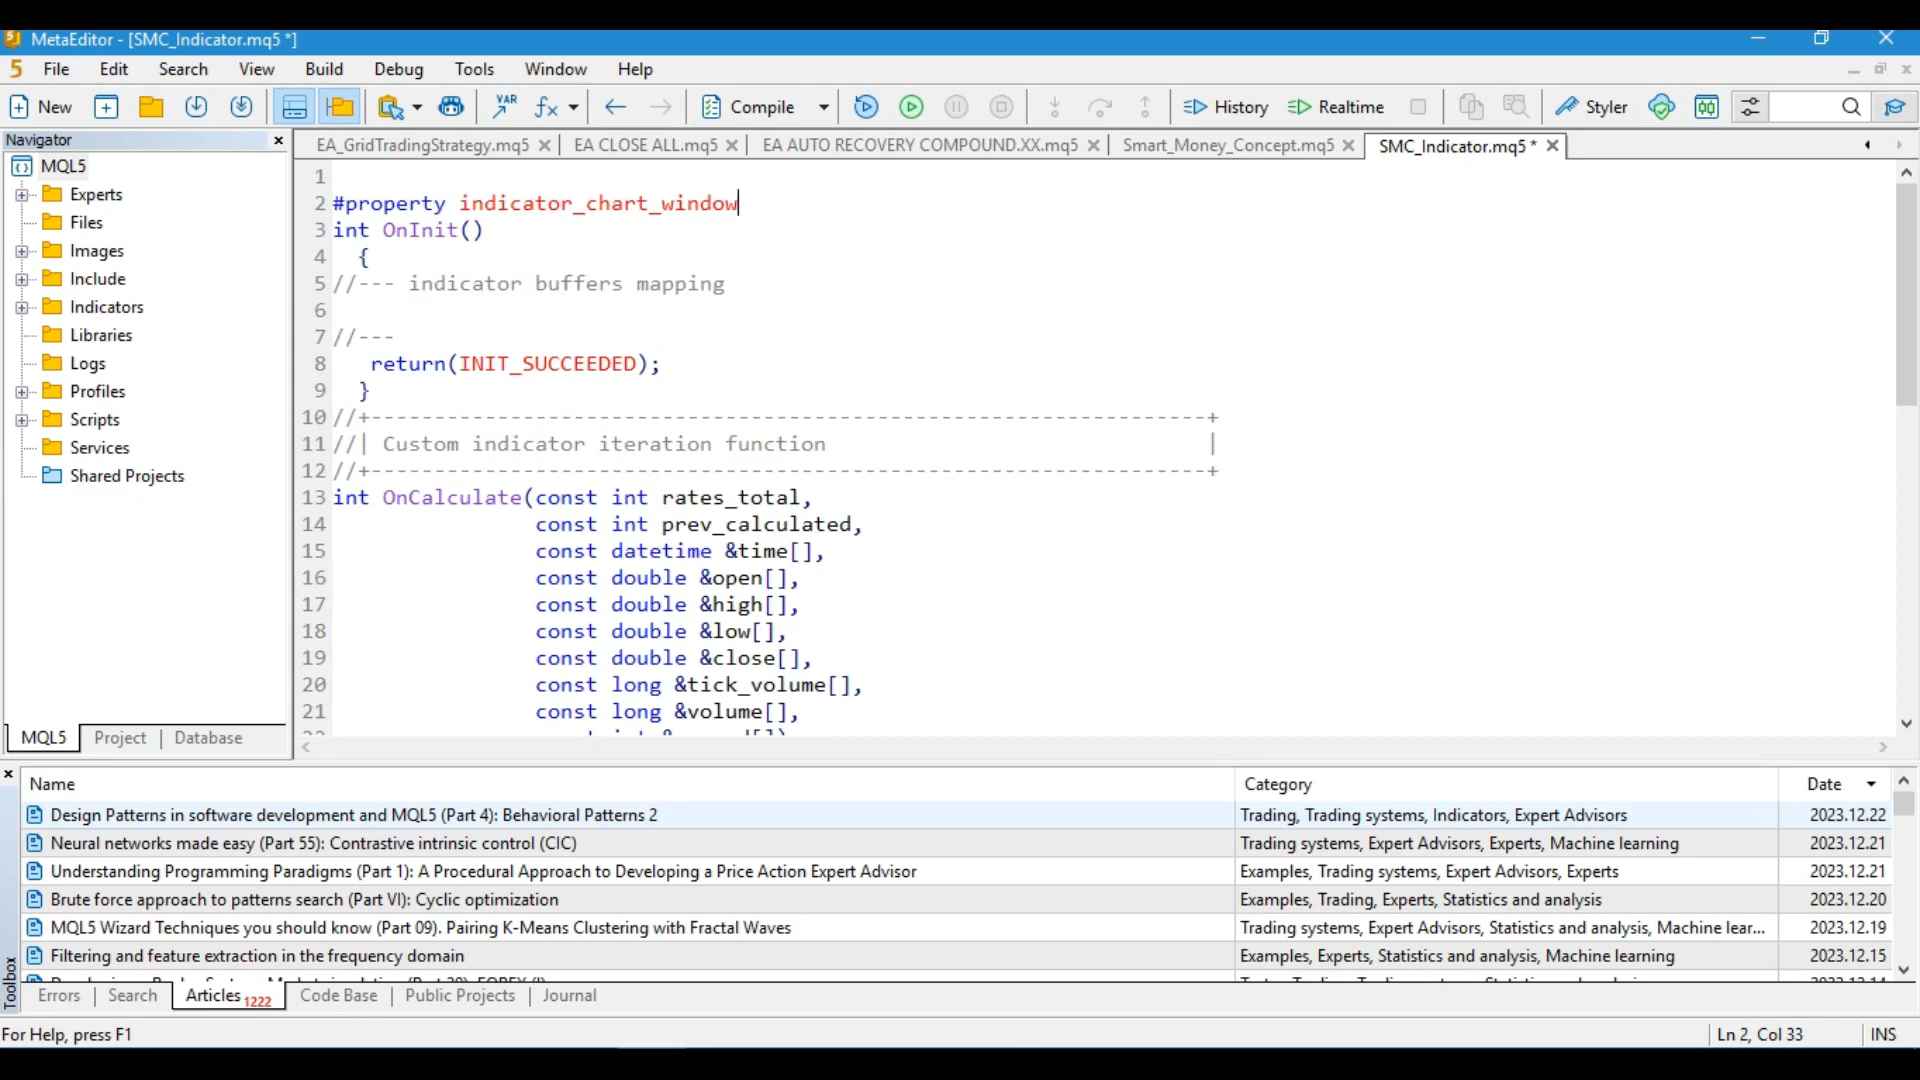 MetaEditor - [SMC_Indicator.mq5 *]
5 File Edit Search View Build Debug Tools Window Help
New VAR Compile History Realtime Styler
Navigator
EA_GridTradingStrategy.mq5 EA CLOSE ALL.mq5 EA AUTO RECOVERY COMPOUND.XX.mq5 Smart_Money_Concept.mq5 SMC_Indicator.mq5 *
MQL5
Experts
Files
Images
Include
Indicators
Libraries
Logs
Profiles
Scripts
Services
Shared Projects
MQL5 Project Database
1
2 #property indicator_chart_window
3 int OnInit()
4 {
5 //--- indicator buffers mapping
6
7 //---
8 return(INIT_SUCCEEDED);
9 }
10 //+------------------------------------------------------------------+
11 //| Custom indicator iteration function |
12 //+------------------------------------------------------------------+
13 int OnCalculate(const int rates_total,
14 const int prev_calculated,
15 const datetime &time[],
16 const double &open[],
17 const double &high[],
18 const double &low[],
19 const double &close[],
20 const long &tick_volume[],
21 const long &volume[],
Name Category Date
Design Patterns in software development and MQL5 (Part 4): Behavioral Patterns 2 Trading, Trading systems, Indicators, Expert Advisors 2023.12.22
Neural networks made easy (Part 55): Contrastive intrinsic control (CIC) Trading systems, Expert Advisors, Experts, Machine learning 2023.12.21
Understanding Programming Paradigms (Part 1): A Procedural Approach to Developing a Price Action Expert Advisor Examples, Trading systems, Expert Advisors, Experts 2023.12.21
Brute force approach to patterns search (Part VI): Cyclic optimization Examples, Trading, Experts, Statistics and analysis 2023.12.20
MQL5 Wizard Techniques you should know (Part 09). Pairing K-Means Clustering with Fractal Waves Trading systems, Expert Advisors, Statistics and analysis, Machine lear... 2023.12.19
Filtering and feature extraction in the frequency domain Examples, Experts, Statistics and analysis, Machine learning 2023.12.15
Toolbox
Errors Search Articles 1222 Code Base Public Projects Journal
For Help, press F1 Ln 2, Col 33 INS